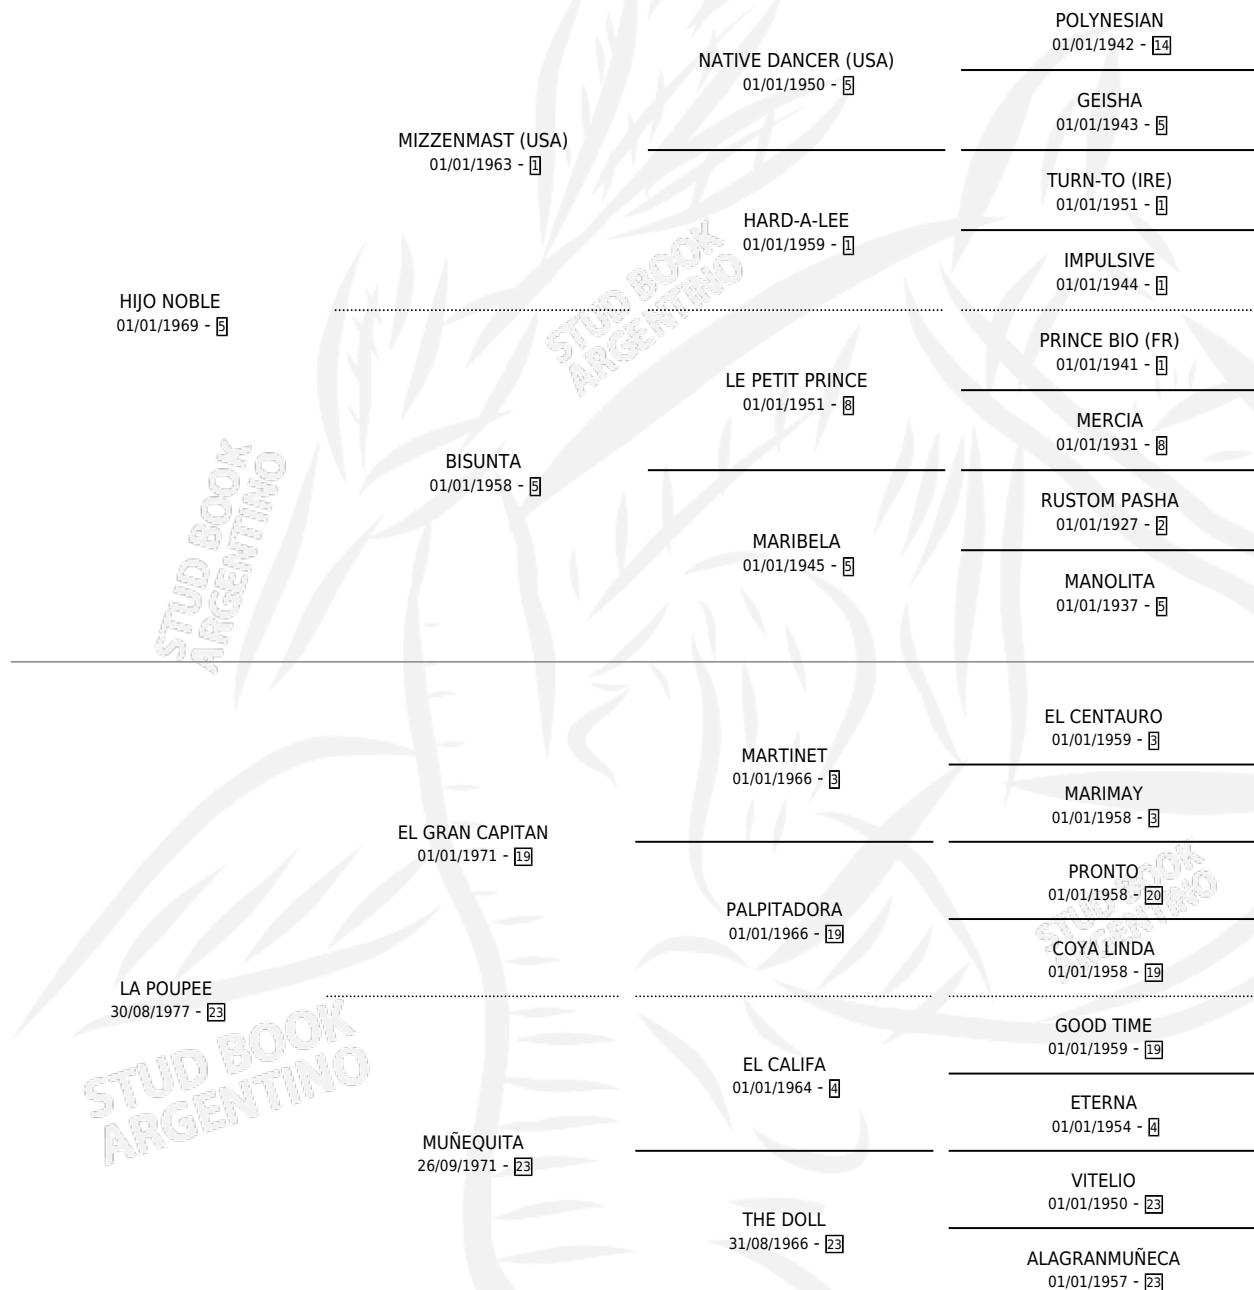 POLYNESIAN
01/01/1942 - 14
NATIVE DANCER (USA)
01/01/1950 - 5
GEISHA
01/01/1943 - 5
MIZZENMAST (USA)
01/01/1963 - 1
TURN-TO (IRE)
01/01/1951 - 1
HARD-A-LEE
01/01/1959 - 1
IMPULSIVE
01/01/1944 - 1
HIJO NOBLE
01/01/1969 - 5
PRINCE BIO (FR)
01/01/1941 - 1
LE PETIT PRINCE
01/01/1951 - 8
MERCIA
01/01/1931 - 8
BISUNTA
01/01/1958 - 5
RUSTOM PASHA
01/01/1927 - 2
MARIBELA
01/01/1945 - 5
MANOLITA
01/01/1937 - 5
EL CENTAURO
01/01/1959 - 3
MARTINET
01/01/1966 - 3
MARIMAY
01/01/1958 - 3
EL GRAN CAPITAN
01/01/1971 - 19
PRONTO
01/01/1958 - 20
PALPITADORA
01/01/1966 - 19
COYA LINDA
01/01/1958 - 19
LA POUPEE
30/08/1977 - 23
GOOD TIME
01/01/1959 - 19
EL CALIFA
01/01/1964 - 4
ETERNA
01/01/1954 - 4
MUÑEQUITA
26/09/1971 - 23
VITELIO
01/01/1950 - 23
THE DOLL
31/08/1966 - 23
ALAGRANMUÑECA
01/01/1957 - 23
STUD BOOK
ARGENTINO
STUD BOOK
ARGENTINO
STUD BOOK
ARGENTINO
STUD BOOK
ARGENTINO